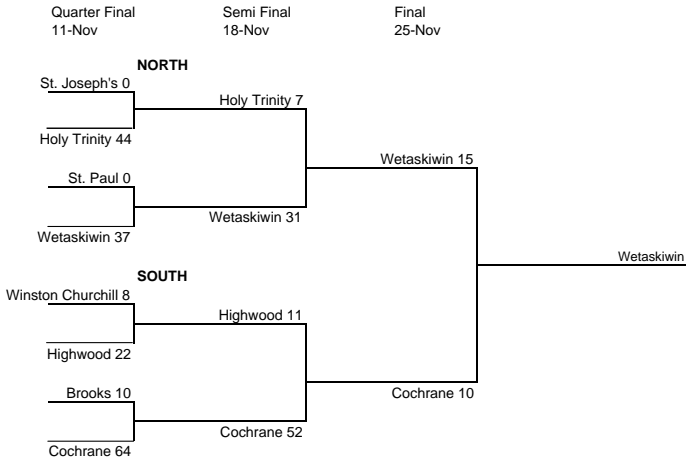 Quarter Final Semi Final Final
11-Nov 18-Nov 25-Nov
NORTH
St. Joseph's 0
Holy Trinity 7
Holy Trinity 44
Wetaskiwin 15
St. Paul 0
Wetaskiwin 31
Wetaskiwin 37
Wetaskiwin
SOUTH
Winston Churchill 8
Highwood 11
Highwood 22
Brooks 10
Cochrane 10
Cochrane 52
Cochrane 64